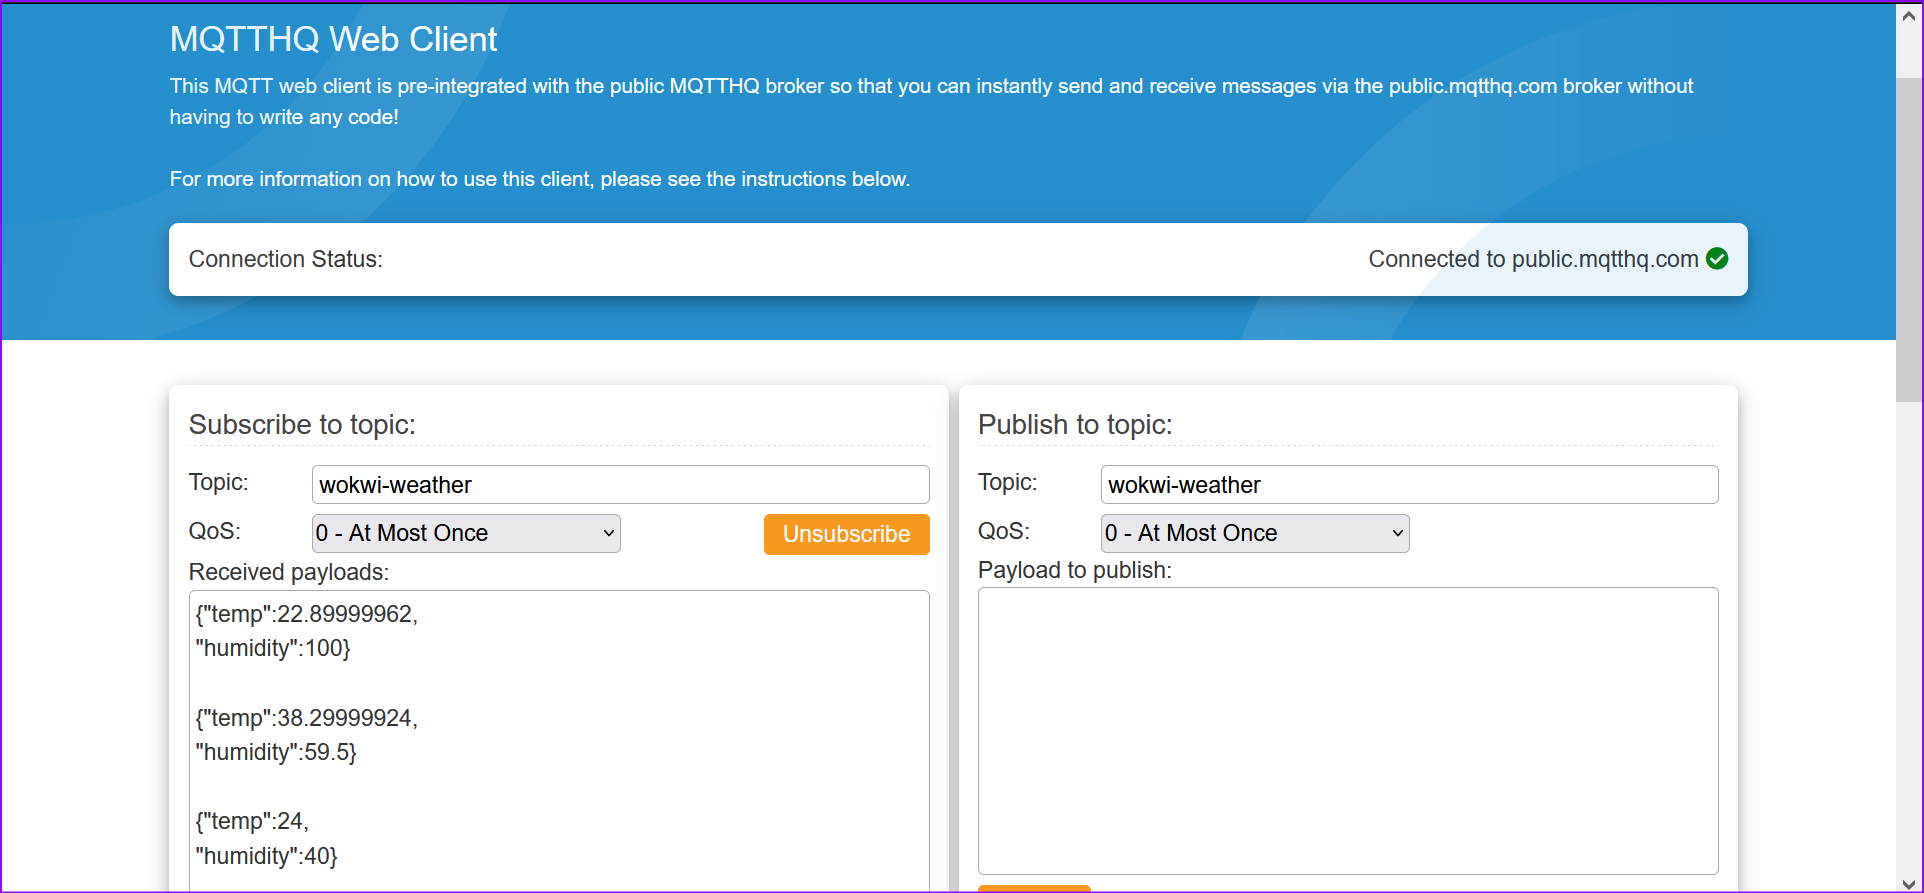 MQTTHQ Web Client
This MQTT web client is pre-integrated with the public MQTTHQ broker so that you can instantly send and receive messages via the public.mqtthq.com broker without
having to write any code!
For more information on how to use this client, please see the instructions below.
Connection Status:
Connected to public.mqtthq.com
Subscribe to topic:
Topic:
wokwi-weather
QoS:
0 - At Most Once
Unsubscribe
Received payloads:
{"temp":22.89999962,
"humidity":100}
{"temp":38.29999924,
"humidity":59.5}
{"temp":24,
"humidity":40}
Publish to topic:
Topic:
wokwi-weather
QoS:
0 - At Most Once
Payload to publish: